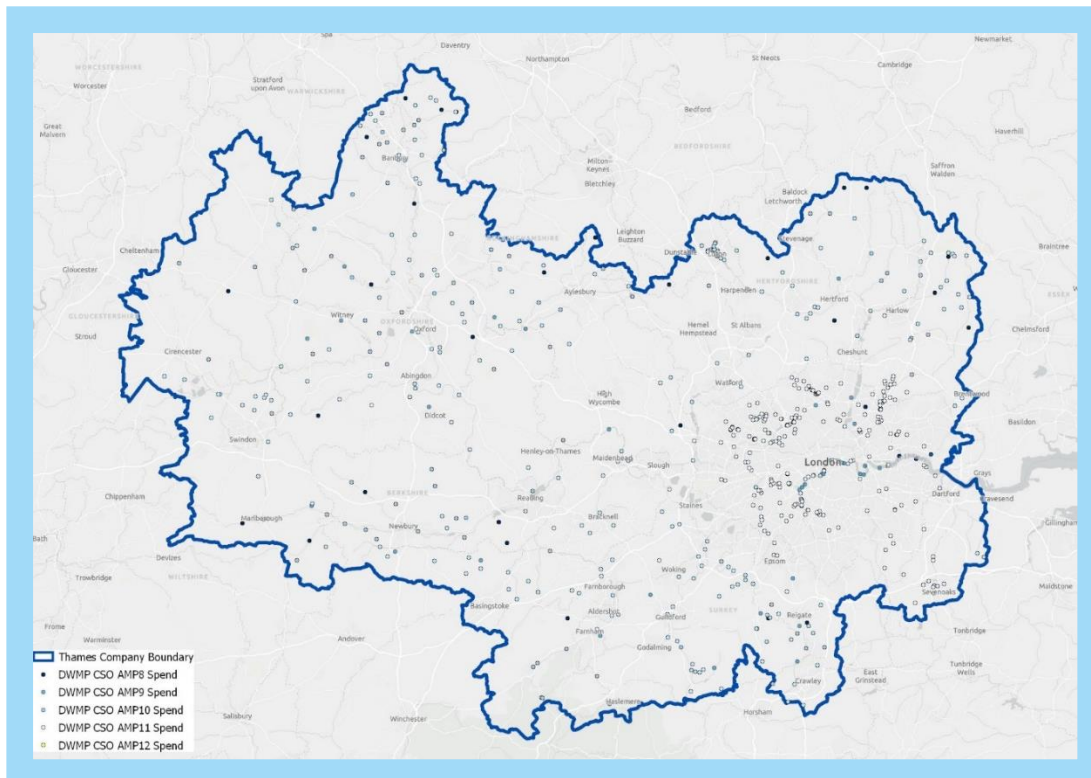 Newmarket
Daventry
WORCESTERSHIRE
Northampton
St Neots
Cambridge
Worcester
Stratford
upon Avon
WARWICKSHIRE
Great
Malvern
Bedford
Haverhill
BEDFORDSHIRE
Milton
Keynes
Bletchley
Saffron
Walden
Baldock
Letchworth
Cheltenham
Leighton
Buzzard
Stevenage
Braintree
Gloucester
Dunstable
Luton
ESSEX
Aylesbury
Harpenden
HERTFORDSHIRE
Hertford
GLOUCESTERSHIRE
Witney
OXFORDSHIRE
Oxford
Harlow
Chelmsford
Stroud
Hemel
Hempstead
St Albans
Cheshunt
Cirencester
Abingdon
Watford
High
Wycombe
Brentwood
Didcot
Basildon
Swindon
Henley-on-Thames
Maidenhead
Slough
London
Grays
Chippenham
BERKSHIRE
Reading
Dartford
Gravesend
Staines
Marlborough
Newbury
Bracknell
Gillingham
Bath
Devizes
Epsom
Woking
Trowbridge
WILTSHIRE
Farnborough
Sevenoaks
Maidstone
Basingstoke
Aldershot
Guildford
SURREY
Reigate
Frome
Warminster
Andover
Farnham
Godalming
Tonbridge
Crawley
East
Grinstead
Tunbridge
Wells
Haslemere
Horsham
Salisbury
Winchester
Thames Company Boundary
DWMP CSO AMP8 Spend
DWMP CSO AMP9 Spend
DWMP CSO AMP10 Spend
DWMP CSO AMP11 Spend
DWMP CSO AMP12 Spend